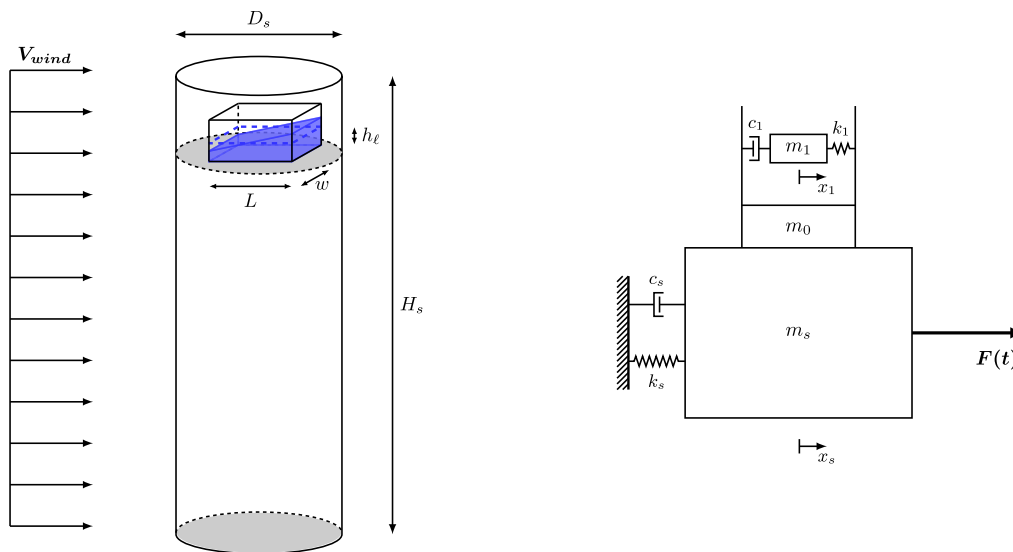 D_s
V_wind
h_ℓ
w
L
H_s
c_1
k_1
m_1
x_1
m_0
c_s
m_s
k_s
F(t)
x_s